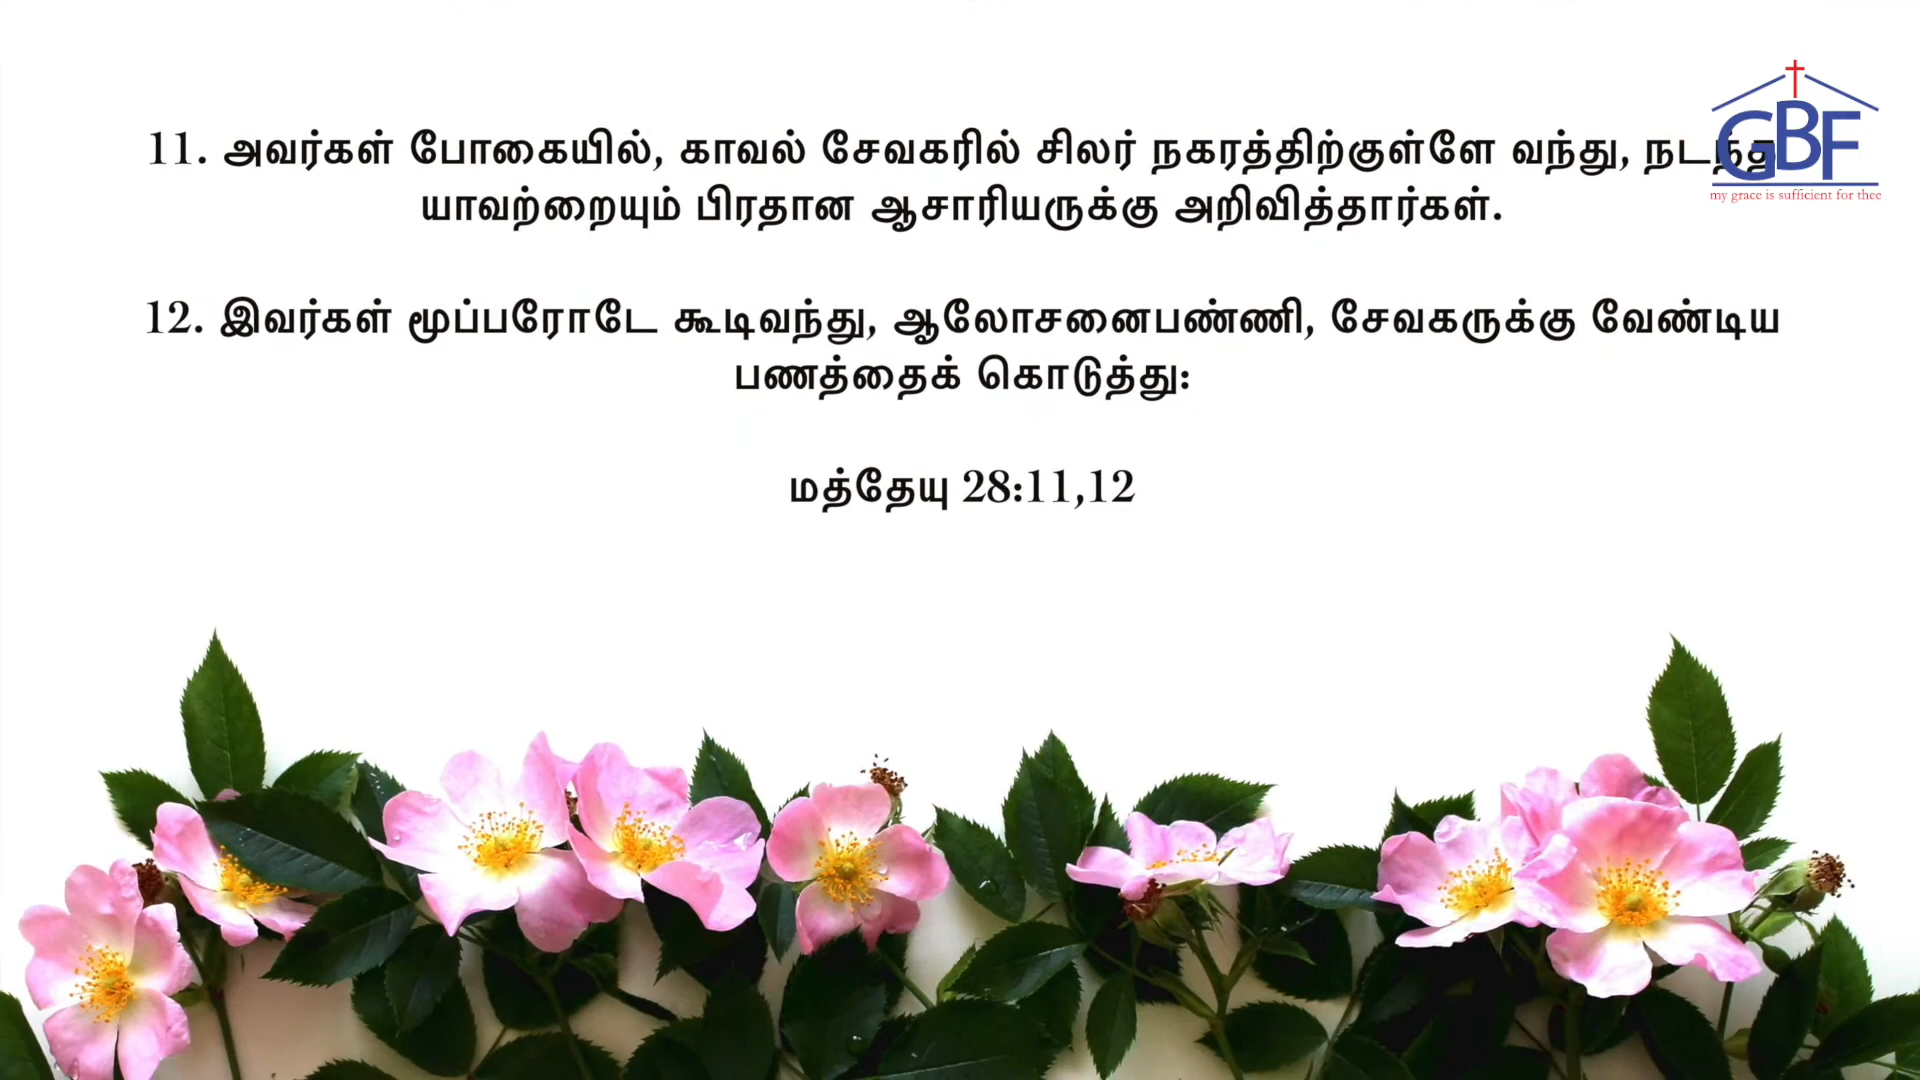 11. அவர்கள் போகையில், காவல் சேவகரில் சிலர் நகரத்திற்குள்ளே வந்து, நடந்த
யாவற்றையும் பிரதான ஆசாரியருக்கு அறிவித்தார்கள்.
12. இவர்கள் மூப்பரோடே கூடிவந்து, ஆலோசனைபண்ணி, சேவகருக்கு வேண்டிய
பணத்தைக் கொடுத்து:
மத்தேயு 28:11,12
GBF
my grace is sufficient for thee